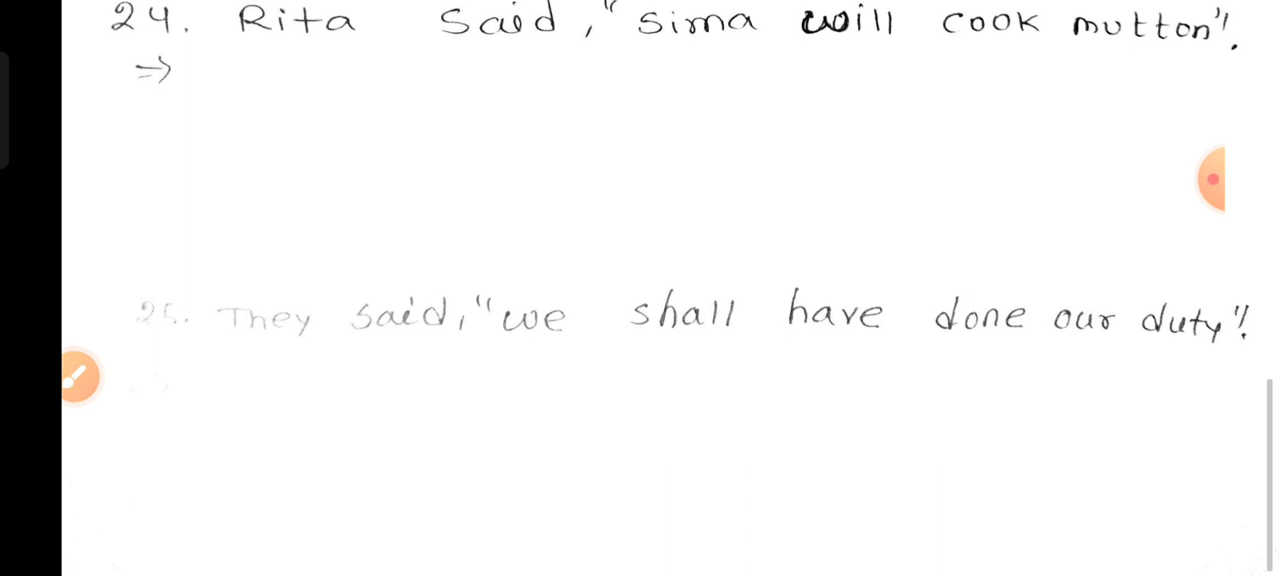 24. Rita said, "Sima will cook mutton".
⇒
25. They said, "we shall have done our duty".